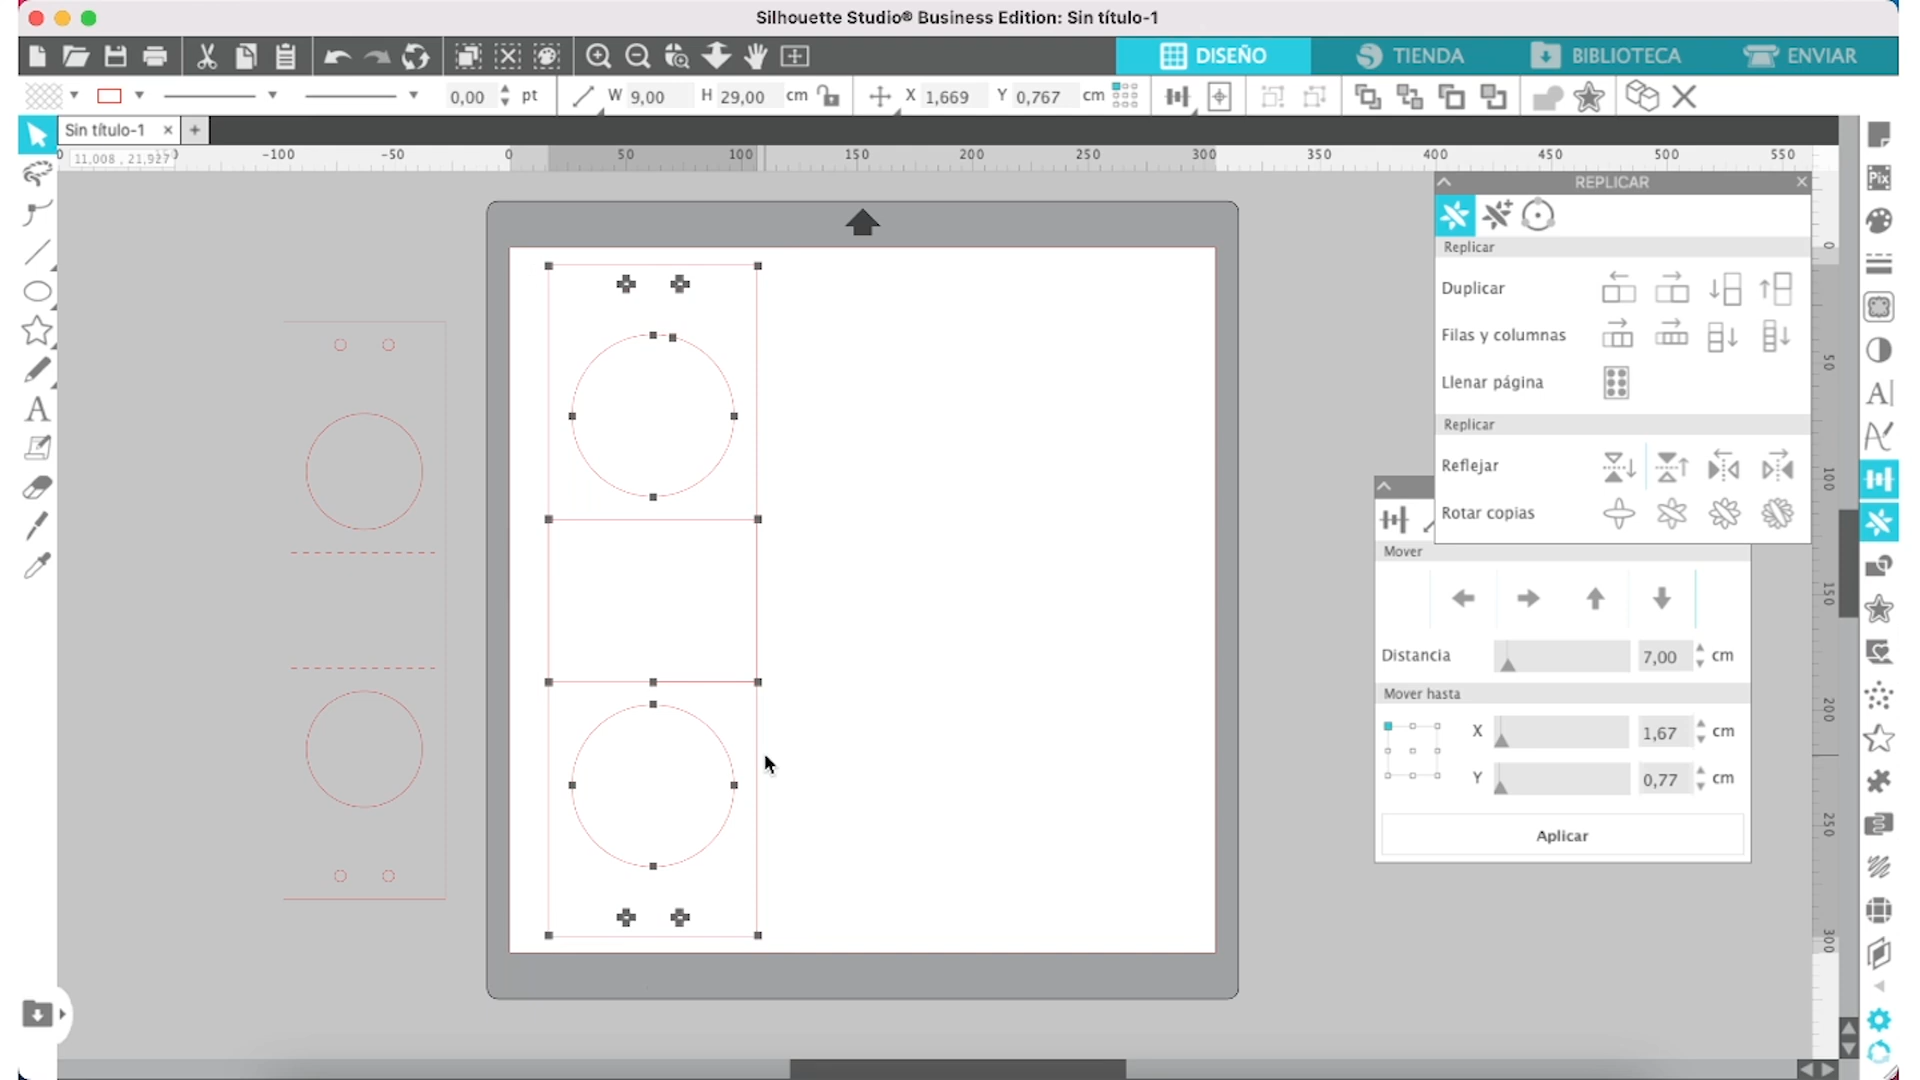 Silhouette Studio® Business Edition: Sin título-1
DISEÑO
TIENDA
BIBLIOTECA
ENVIAR
0,00 pt
W 9,00 H 29,00 cm
X 1,669 Y 0,767 cm
Sin título-1 × +
11,008 , 21,927
-100 -50 0 50 100 150 200 250 300 350 400 450 500 550
REPLICAR
Replicar
Duplicar
Filas y columnas
Llenar página
Replicar
Reflejar
Rotar copias
Mover
Distancia 7,00 cm
Mover hasta
X 1,67 cm
Y 0,77 cm
Aplicar
0
50
100
150
200
250
300
Pix
A
A